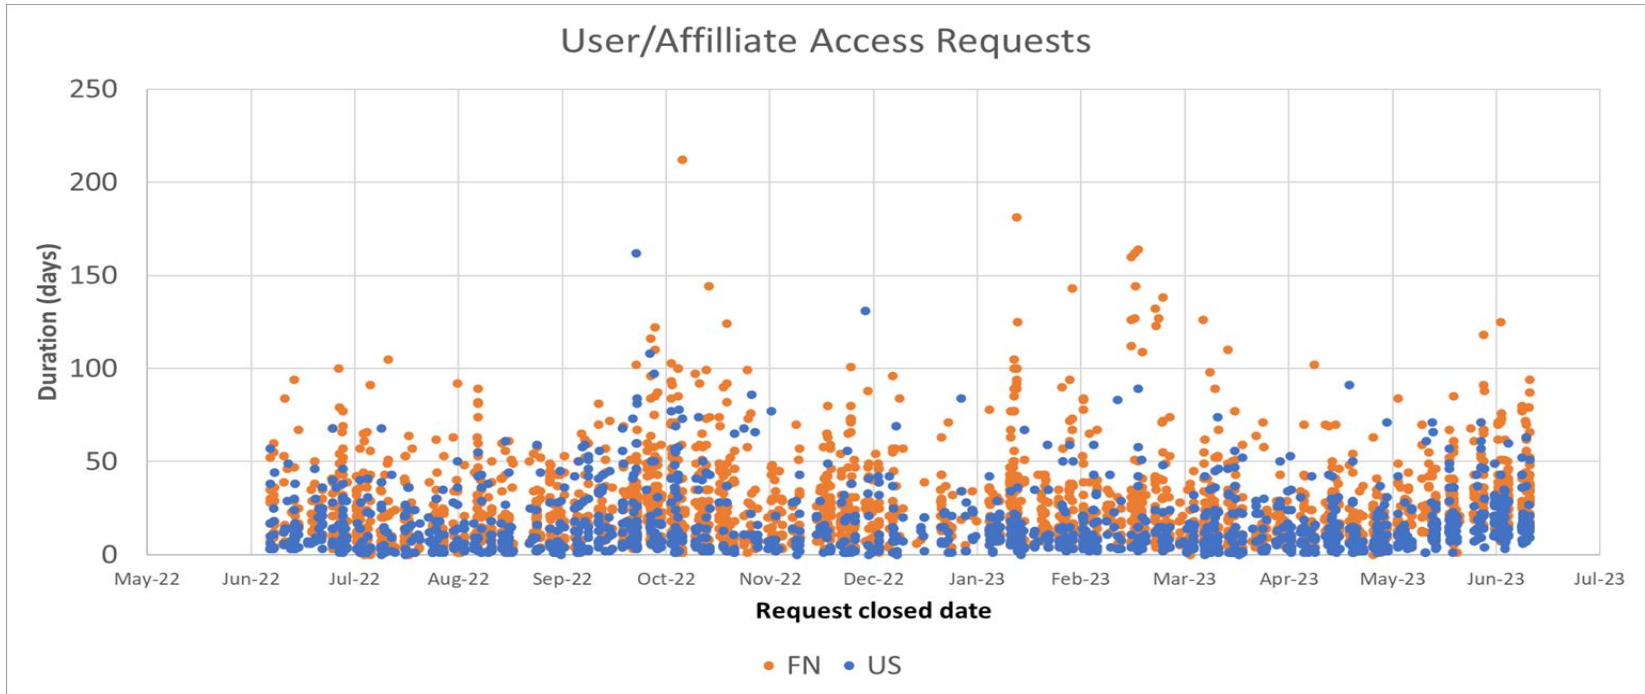 User/Affilliate Access Requests
250
200
150
100
50
0
Duration (days)
May-22 Jun-22 Jul-22 Aug-22 Sep-22 Oct-22 Nov-22 Dec-22 Jan-23 Feb-23 Mar-23 Apr-23 May-23 Jun-23 Jul-23
Request closed date
FN US